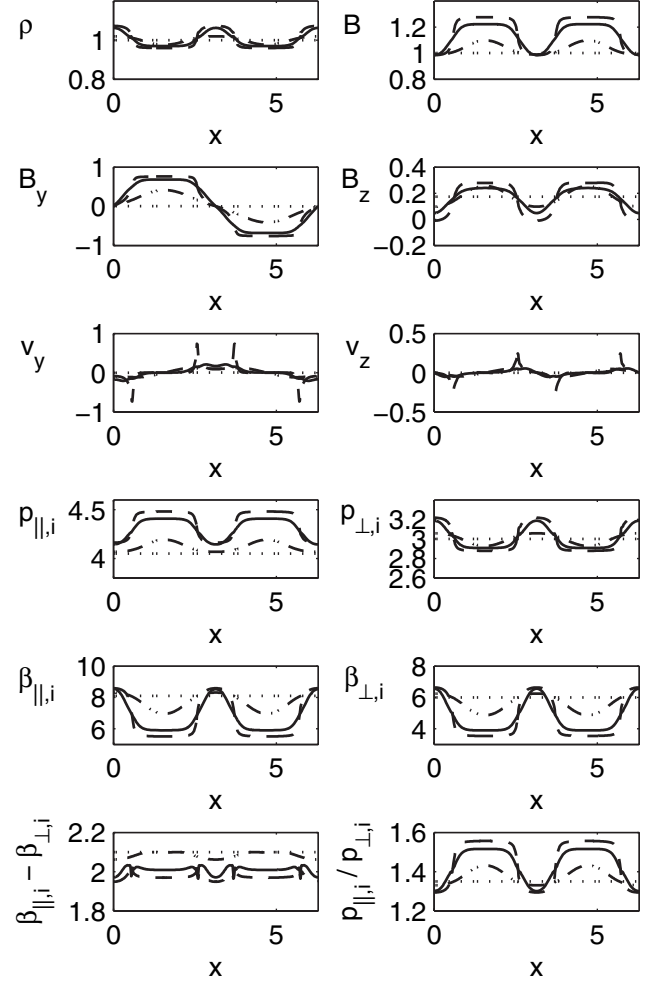 ρ
1
0.8
0
5
x
B
1.2
1
0.8
0
5
x
B_y
1
0
−1
0
5
x
B_z
0.4
0.2
0
−0.2
0
5
x
v_y
1
0
−1
0
5
x
v_z
0.5
0
−0.5
0
5
x
p_||,i
4.5
4
0
5
x
p_⊥,i
3.2
3
2.8
2.6
0
5
x
β_||,i
10
8
6
0
5
x
β_⊥,i
8
6
4
0
5
x
β_||,i − β_⊥,i
2.2
2
1.8
0
5
x
p_||,i / p_⊥,i
1.6
1.4
1.2
0
5
x